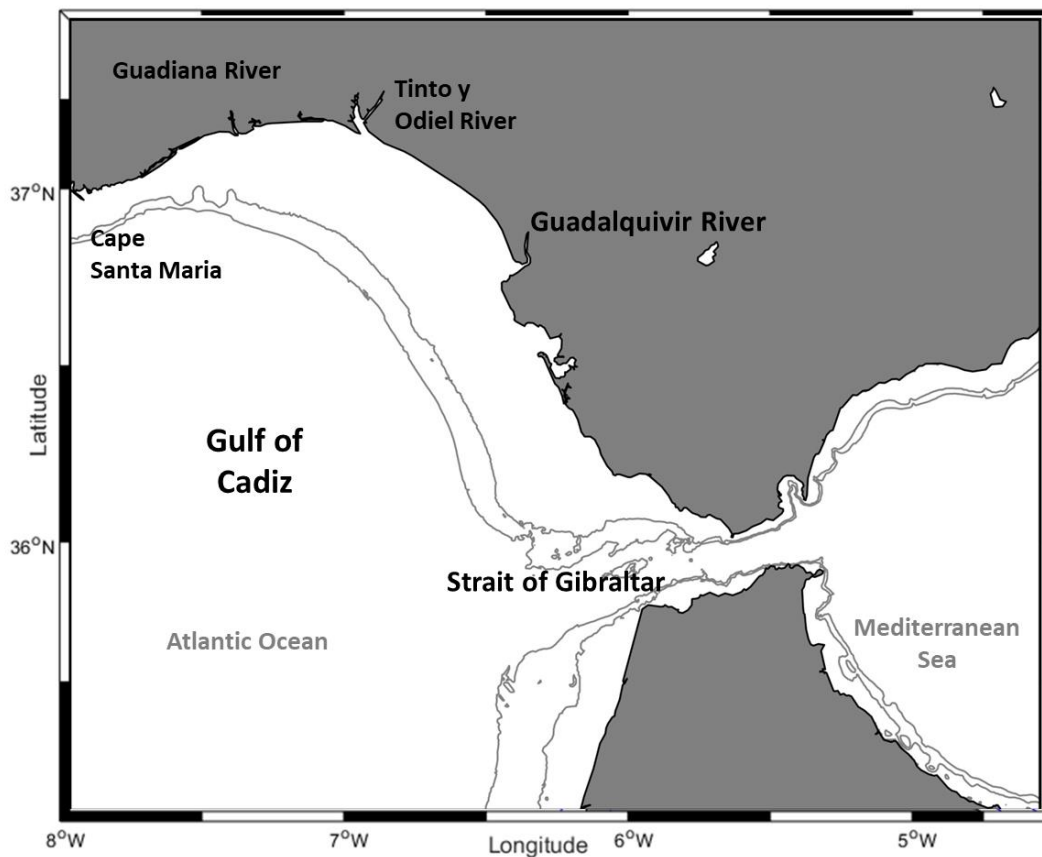 Guadiana River
Tinto y
Odiel River
37°N
Guadalquivir River
Cape
Santa Maria
Latitude
Gulf of
Cadiz
36°N
Strait of Gibraltar
Atlantic Ocean
Mediterranean
Sea
8°W
7°W
6°W
5°W
Longitude